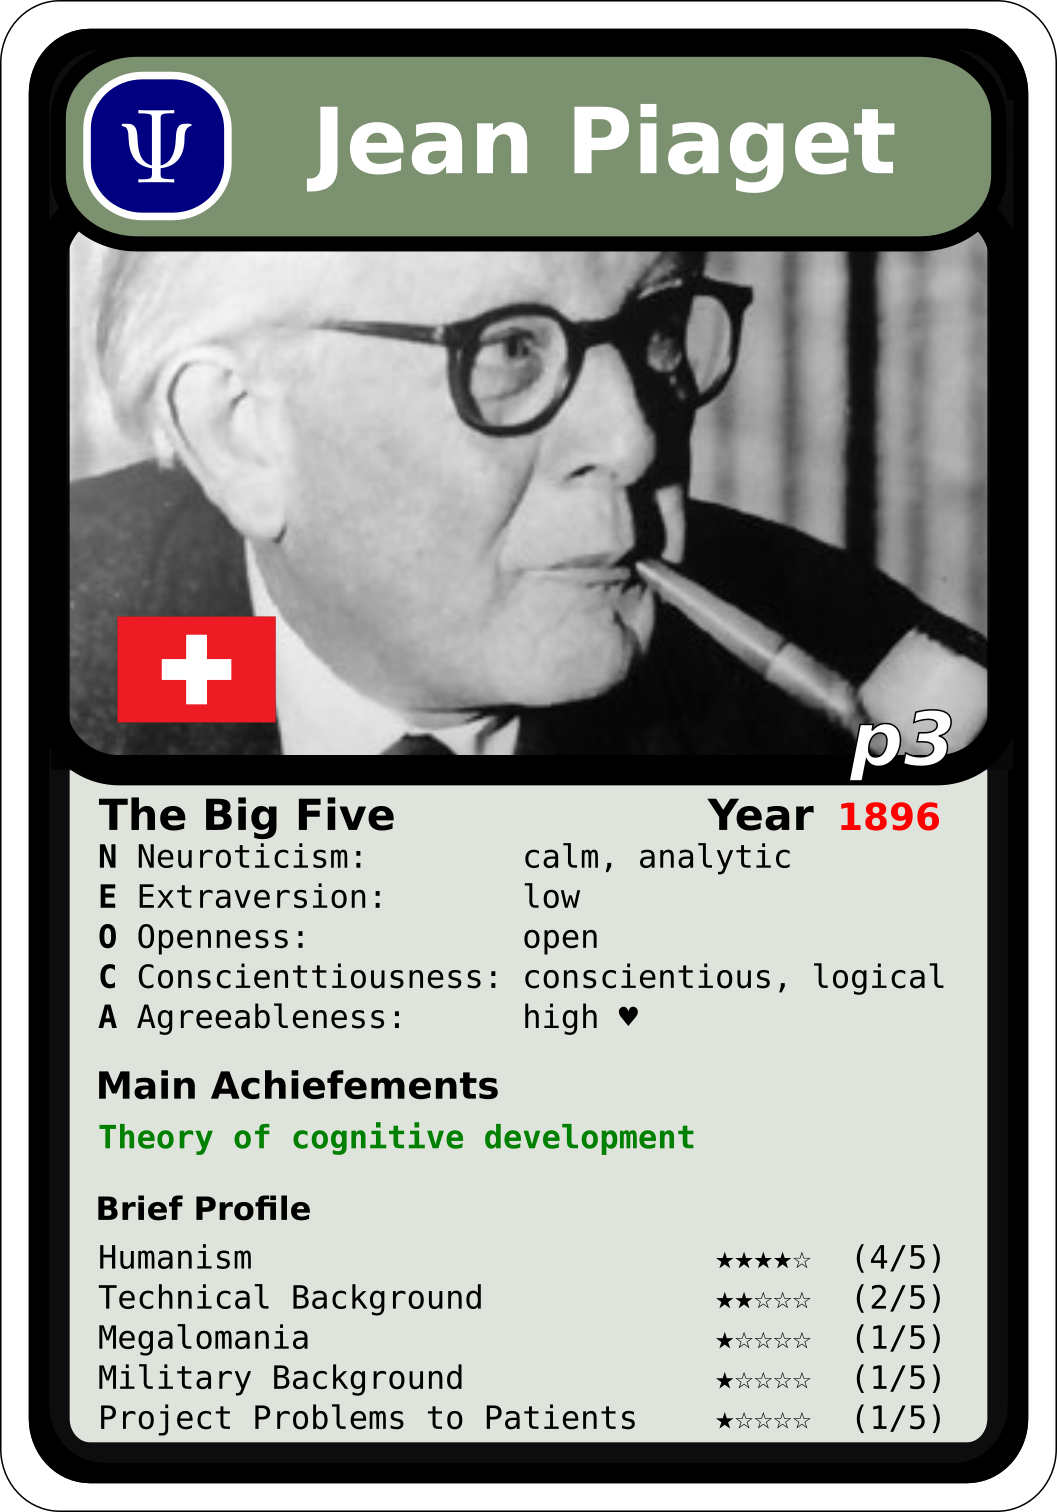 Ψ Jean Piaget
p3
The Big Five Year 1896
N Neuroticism: calm, analytic
E Extraversion: low
O Openness: open
C Conscienttiousness: conscientious, logical
A Agreeableness: high ♥
Main Achiefements
Theory of cognitive development
Brief Profile
Humanism ★★★★☆ (4/5)
Technical Background ★★☆☆☆ (2/5)
Megalomania ★☆☆☆☆ (1/5)
Military Background ★☆☆☆☆ (1/5)
Project Problems to Patients ★☆☆☆☆ (1/5)